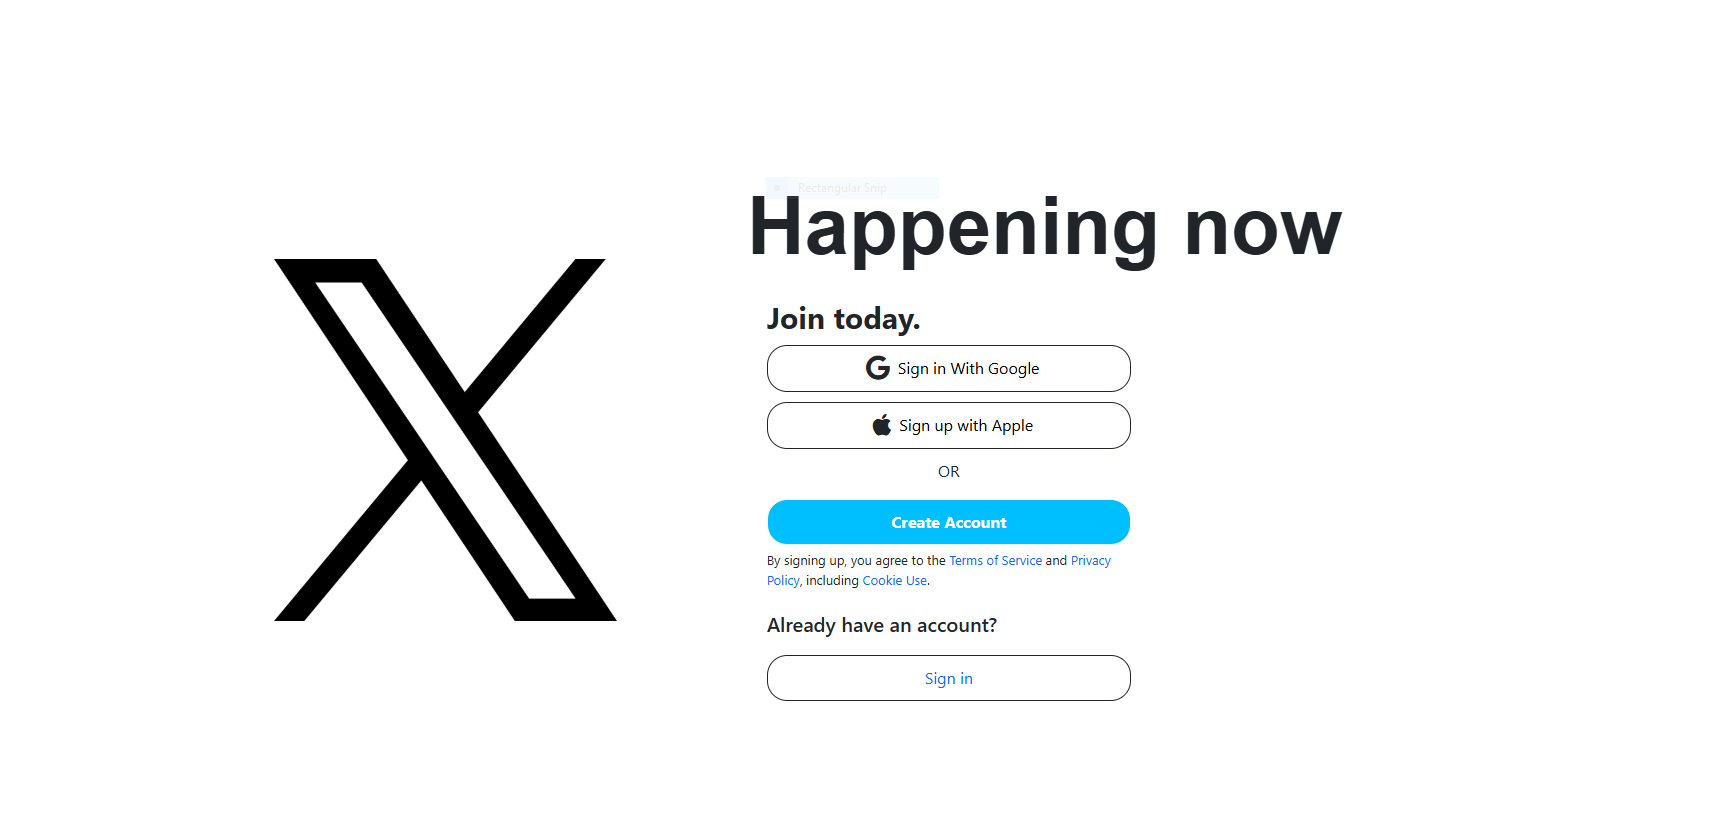 Rectangular Snip
Happening now
Join today.
Sign in With Google
Sign up with Apple
OR
Create Account
By signing up, you agree to the Terms of Service and Privacy
Policy, including Cookie Use.
Already have an account?
Sign in